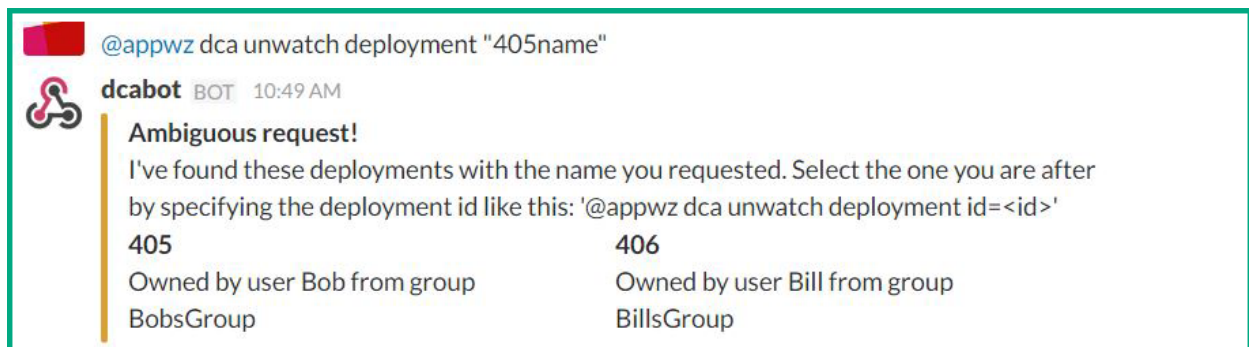 @appwz dca unwatch deployment "405name"
dcabot BOT 10:49 AM
Ambiguous request!
I've found these deployments with the name you requested. Select the one you are after
by specifying the deployment id like this: '@appwz dca unwatch deployment id=<id>'
405 406
Owned by user Bob from group Owned by user Bill from group
BobsGroup BillsGroup